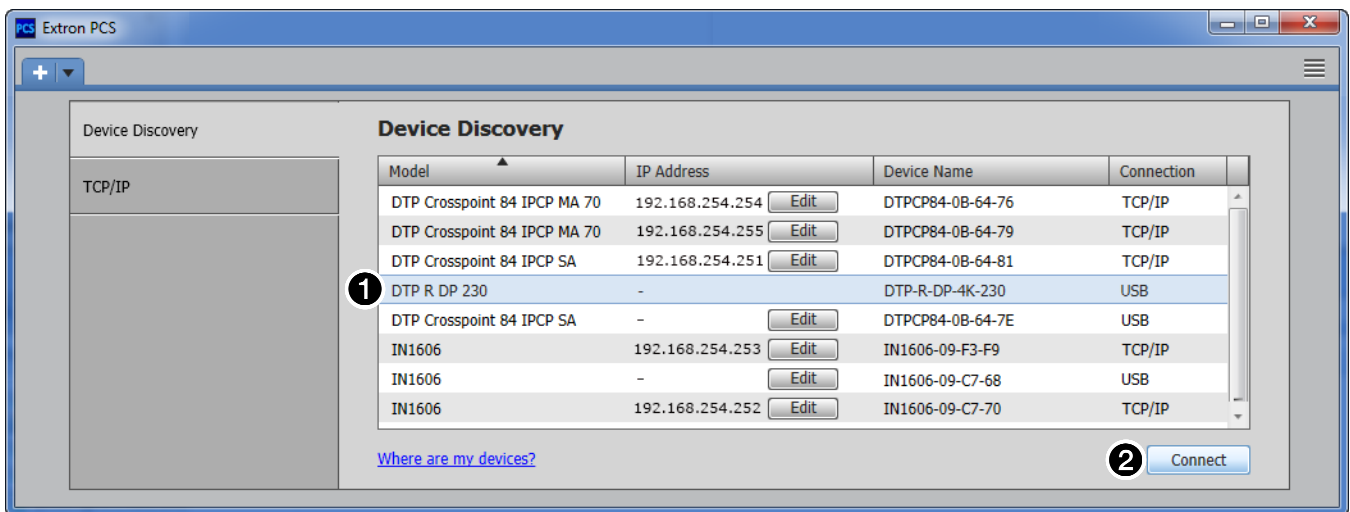 PCS Extron PCS
Device Discovery
TCP/IP
Device Discovery
Model IP Address Device Name Connection
DTP Crosspoint 84 IPCP MA 70 192.168.254.254 Edit DTPCP84-0B-64-76 TCP/IP
DTP Crosspoint 84 IPCP MA 70 192.168.254.255 Edit DTPCP84-0B-64-79 TCP/IP
DTP Crosspoint 84 IPCP SA 192.168.254.251 Edit DTPCP84-0B-64-81 TCP/IP
1 DTP R DP 230 - DTP-R-DP-4K-230 USB
DTP Crosspoint 84 IPCP SA - Edit DTPCP84-0B-64-7E USB
IN1606 192.168.254.253 Edit IN1606-09-F3-F9 TCP/IP
IN1606 - Edit IN1606-09-C7-68 USB
IN1606 192.168.254.252 Edit IN1606-09-C7-70 TCP/IP
Where are my devices? 2 Connect